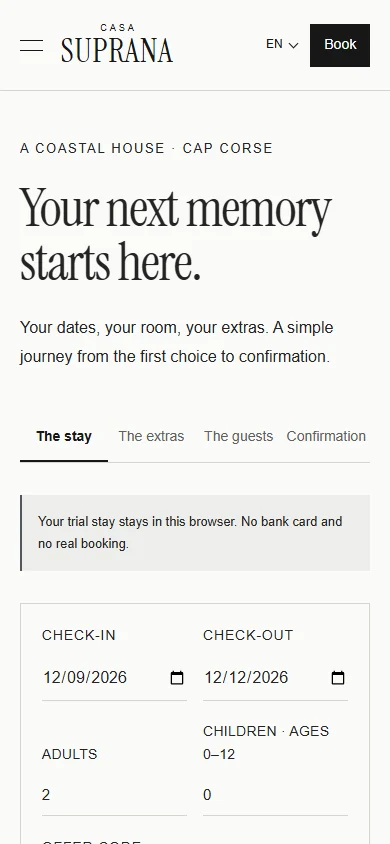 CASA
SUPRANA
EN
Book
A COASTAL HOUSE · CAP CORSE
Your next memory
starts here.
Your dates, your room, your extras. A simple
journey from the first choice to confirmation.
The stay The extras The guests Confirmation
Your trial stay stays in this browser. No bank card and
no real booking.
CHECK-IN CHECK-OUT
12/09/2026 12/12/2026
CHILDREN · AGES
ADULTS 0–12
2 0